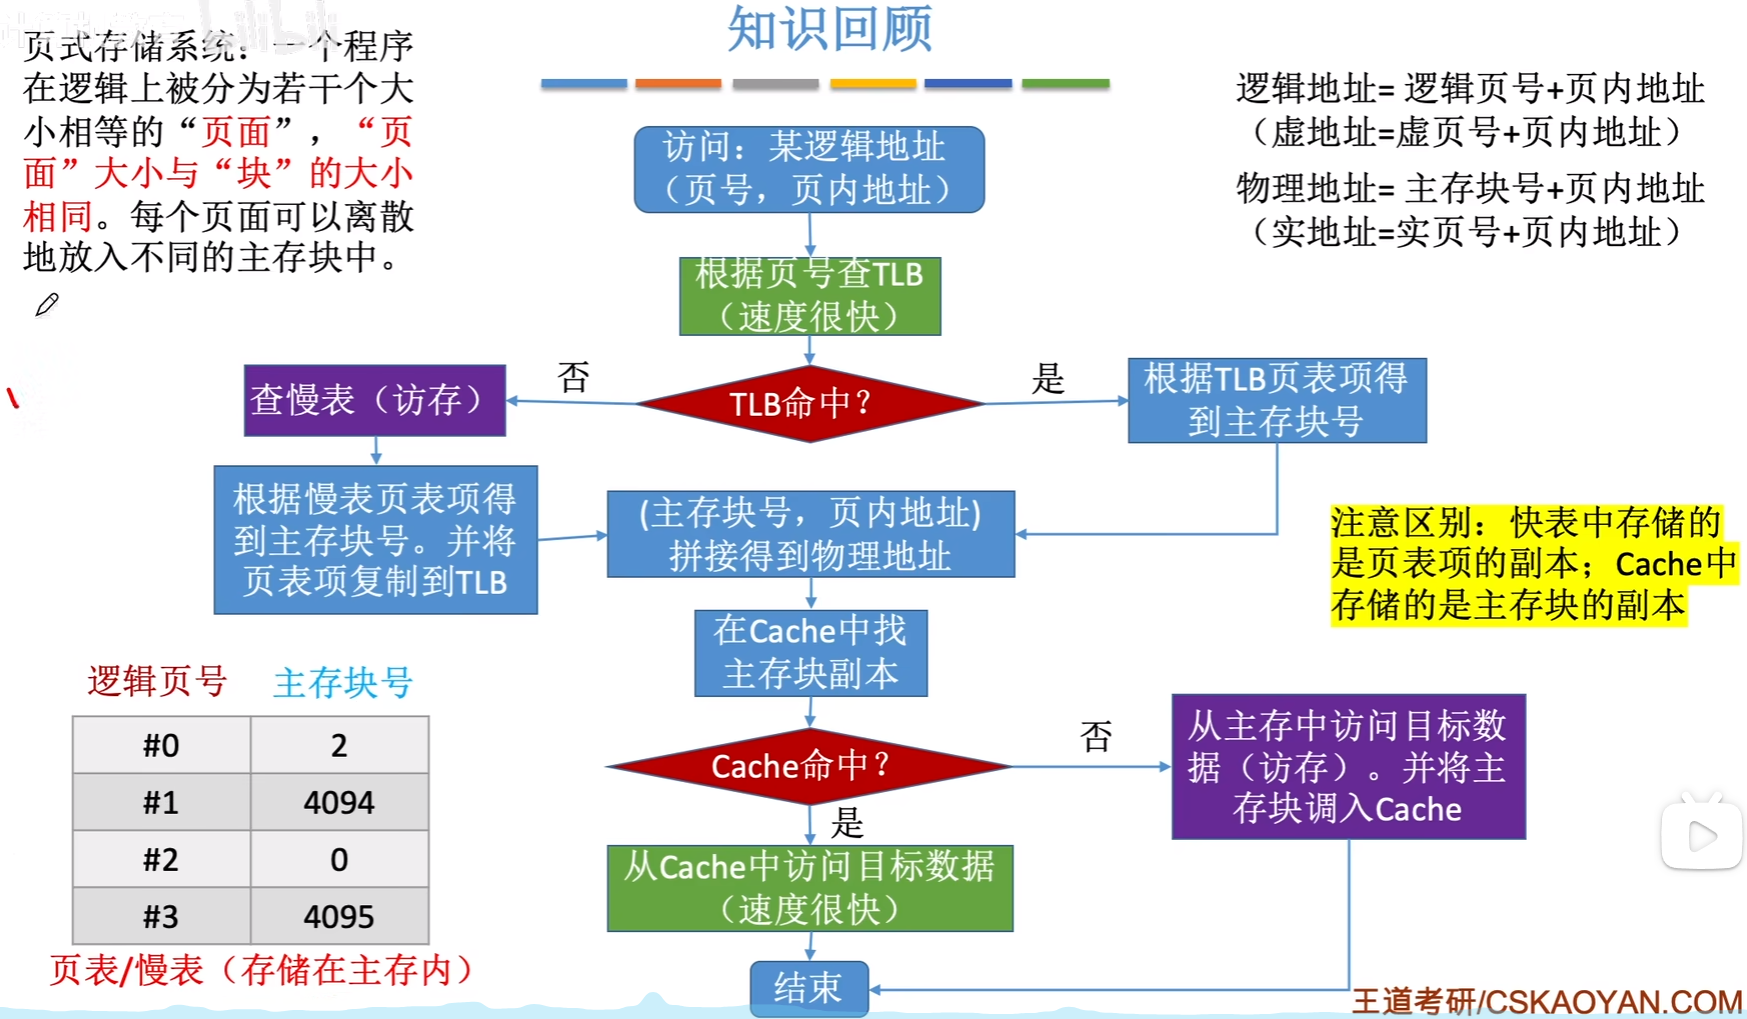 知识回顾
页式存储系统：一个程序
在逻辑上被分为若干个大
小相等的“页面”，“页
面”大小与“块”的大小
相同。每个页面可以离散
地放入不同的主存块中。
逻辑地址= 逻辑页号+页内地址
（虚地址=虚页号+页内地址）
物理地址= 主存块号+页内地址
（实地址=实页号+页内地址）
访问：某逻辑地址
（页号，页内地址）
根据页号查TLB
（速度很快）
TLB命中？
否
是
查慢表（访存）
根据TLB页表项得
到主存块号
根据慢表页表项得
到主存块号。并将
页表项复制到TLB
(主存块号，页内地址)
拼接得到物理地址
注意区别：快表中存储的
是页表项的副本；Cache中
存储的是主存块的副本
在Cache中找
主存块副本
Cache命中？
否
是
从主存中访问目标数
据（访存）。并将主
存块调入Cache
从Cache中访问目标数据
（速度很快）
结束
逻辑页号 主存块号
#0 2
#1 4094
#2 0
#3 4095
页表/慢表（存储在主存内）
王道考研/CSKAOYAN.COM